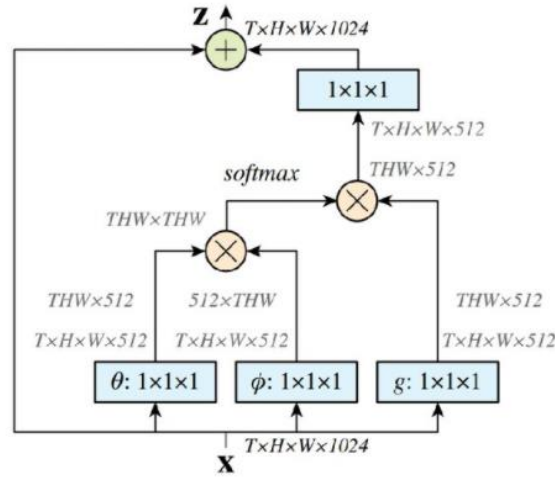 z
T×H×W×1024
+
1×1×1
T×H×W×512
THW×512
softmax
×
THW×THW
×
THW×512 512×THW THW×512
T×H×W×512 T×H×W×512 T×H×W×512
θ: 1×1×1 ϕ: 1×1×1 g: 1×1×1
T×H×W×1024
x